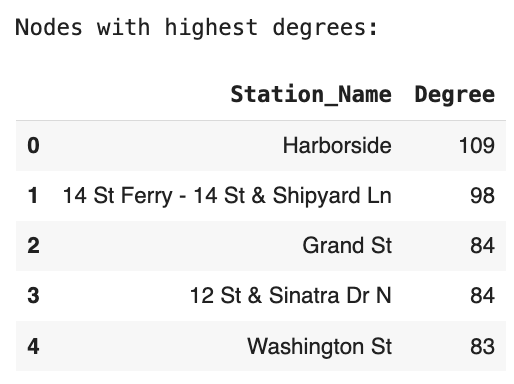 Nodes with highest degrees:
Station_Name Degree
0 Harborside 109
1 14 St Ferry - 14 St & Shipyard Ln 98
2 Grand St 84
3 12 St & Sinatra Dr N 84
4 Washington St 83